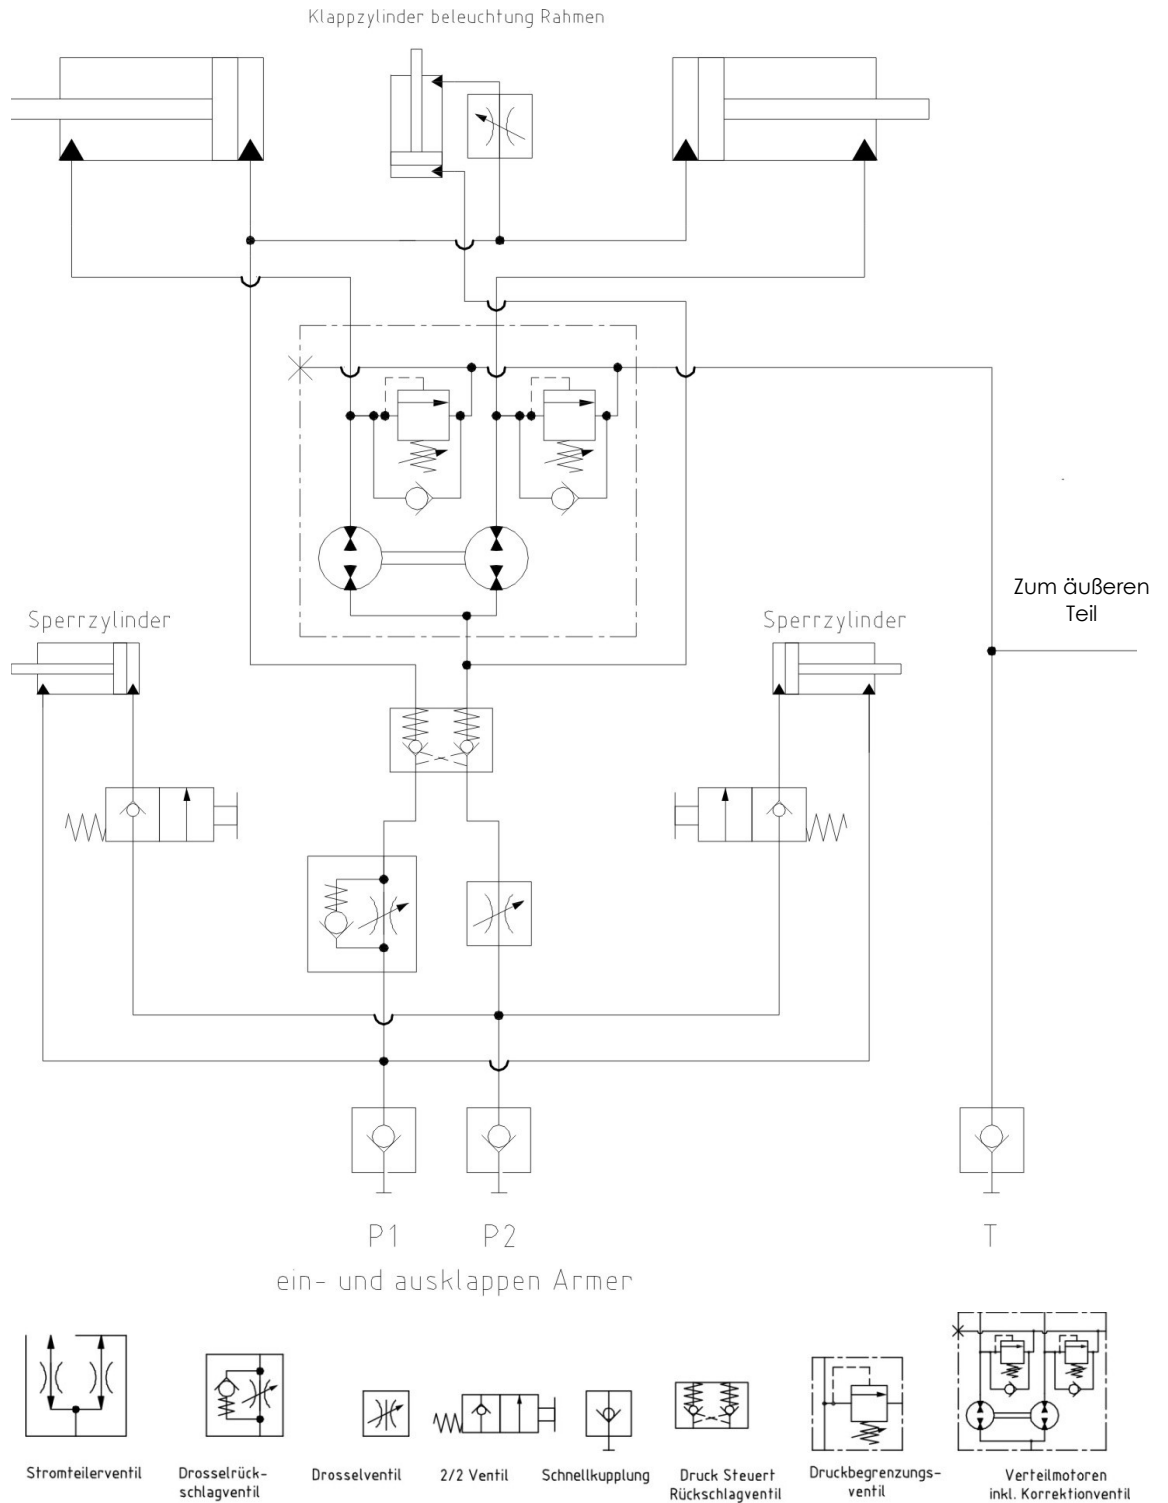 Klappzylinder beleuchtung Rahmen
Zum äußeren
Teil
Sperrzylinder
Sperrzylinder
P1
P2
T
ein- und ausklappen Armer
Stromteilerventil
Drosselrück-
schlagventil
Drosselventil
2/2 Ventil
Schnellkupplung
Druck Steuert
Rückschlagventil
Druckbegrenzungs-
ventil
Verteilmotoren
inkl. Korrektionventil